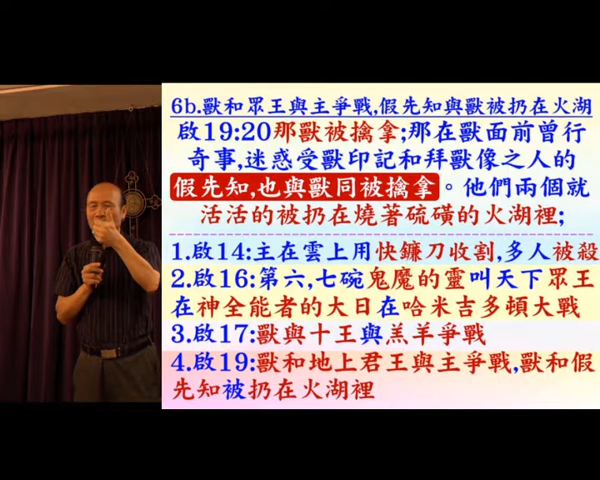 6b.獸和眾王與主爭戰,假先知與獸被扔在火湖
啟19:20那獸被擒拿;那在獸面前曾行
奇事,迷惑受獸印記和拜獸像之人的
假先知,也與獸同被擒拿。他們兩個就
活活的被扔在燒著硫磺的火湖裡;
1.啟14:主在雲上用快鐮刀收割,多人被殺
2.啟16:第六,七碗鬼魔的靈叫天下眾王
在神全能者的大日在哈米吉多頓大戰
3.啟17:獸與十王與羔羊爭戰
4.啟19:獸和地上君王與主爭戰,獸和假
先知被扔在火湖裡